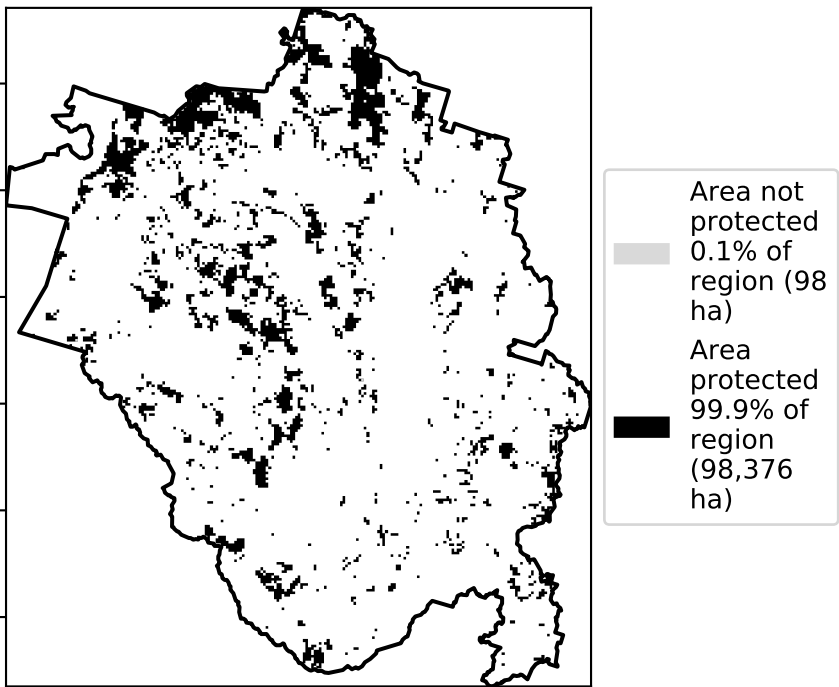 Area not
protected
0.1% of
region (98
ha)
Area
protected
99.9% of
region
(98,376
ha)